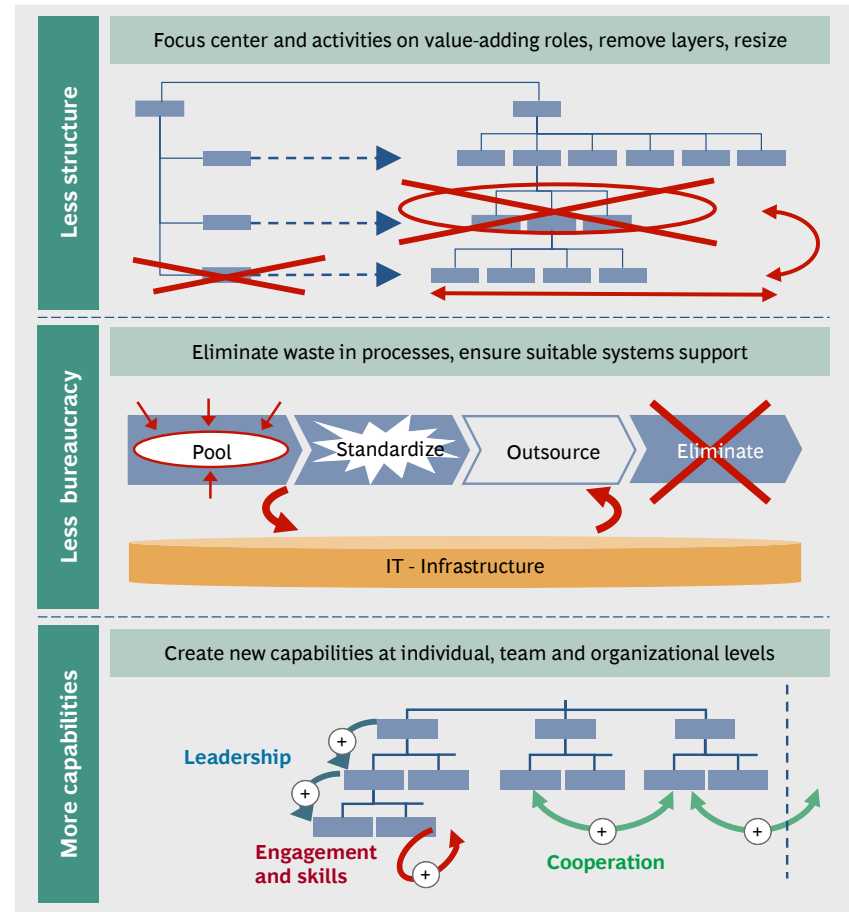 Less structure
Focus center and activities on value-adding roles, remove layers, resize
Less bureaucracy
Eliminate waste in processes, ensure suitable systems support
Pool
Standardize
Outsource
Eliminate
IT - Infrastructure
More capabilities
Create new capabilities at individual, team and organizational levels
+
Leadership
+
Engagement
and skills
+
+
Cooperation
+